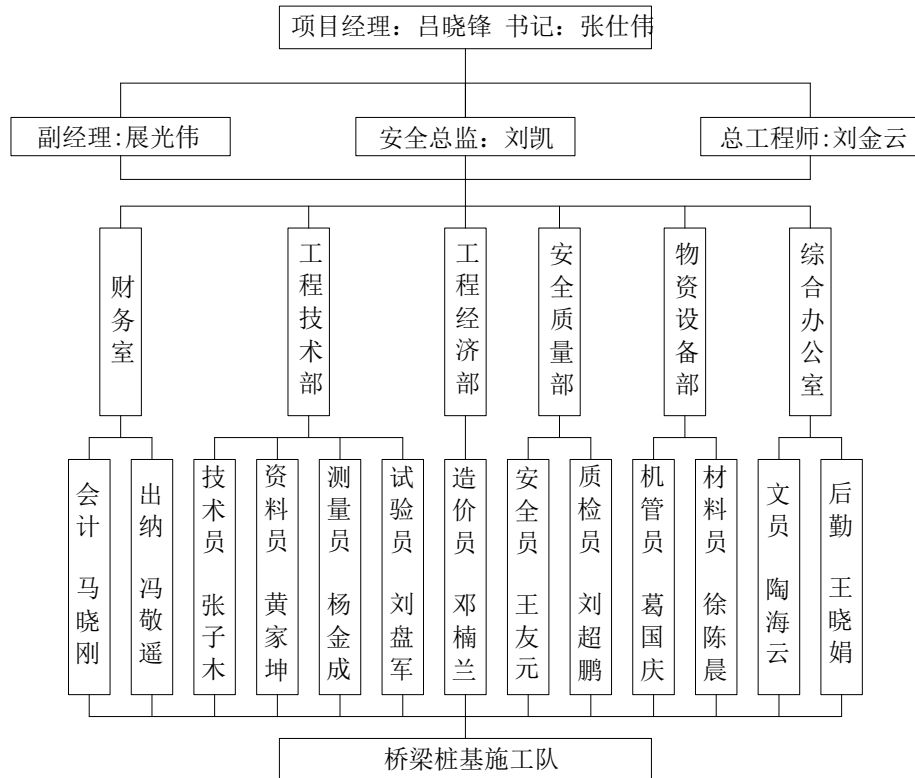 项目经理：吕晓锋 书记：张仕伟
副经理:展光伟
安全总监：刘凯
总工程师:刘金云
财务室
工程技术部
工程经济部
安全质量部
物资设备部
综合办公室
会计 马晓刚
出纳 冯敬遥
技术员 张子木
资料员 黄家坤
测量员 杨金成
试验员 刘盘军
造价员 邓楠兰
安全员 王友元
质检员 刘超鹏
机管员 葛国庆
材料员 徐陈晨
文员 陶海云
后勤 王晓娟
桥梁桩基施工队